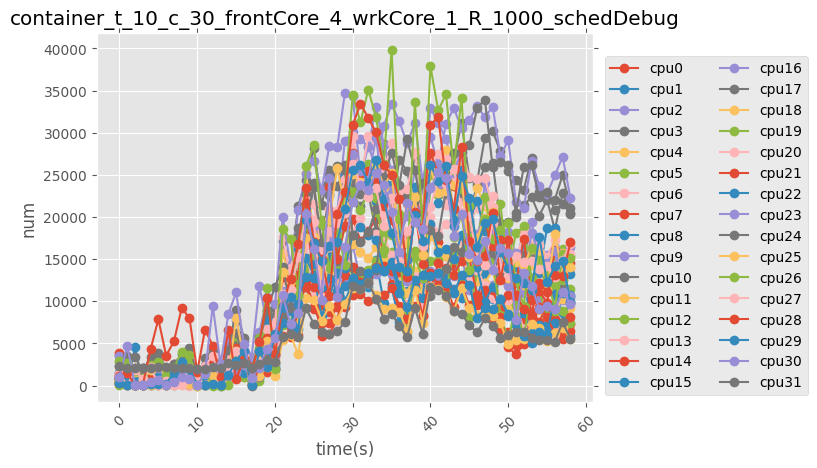 container_t_10_c_30_frontCore_4_wrkCore_1_R_1000_schedDebug
40000
35000
30000
25000
20000
15000
10000
5000
0
num
0
10
20
30
40
50
60
time(s)
cpu0
cpu1
cpu2
cpu3
cpu4
cpu5
cpu6
cpu7
cpu8
cpu9
cpu10
cpu11
cpu12
cpu13
cpu14
cpu15
cpu16
cpu17
cpu18
cpu19
cpu20
cpu21
cpu22
cpu23
cpu24
cpu25
cpu26
cpu27
cpu28
cpu29
cpu30
cpu31